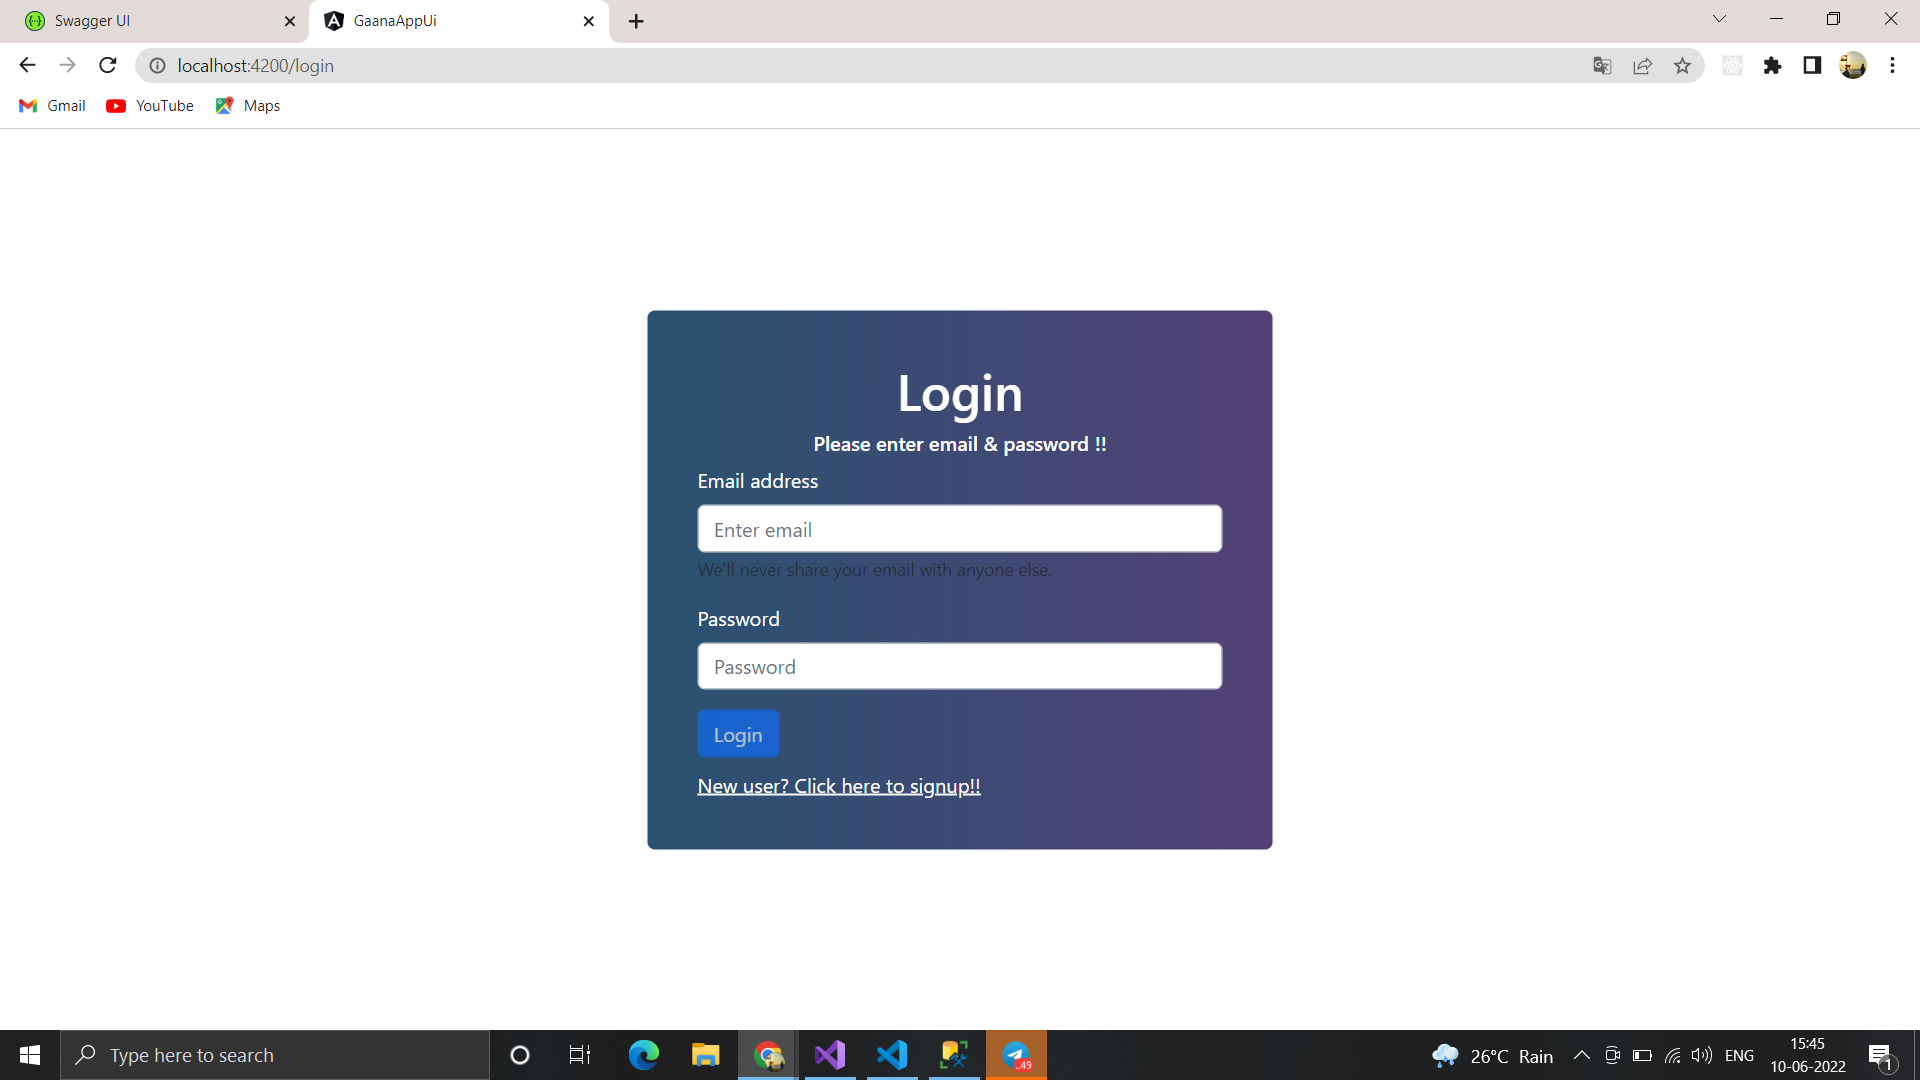 Swagger UI
GaanaAppUi
localhost:4200/login
Gmail
YouTube
Maps
Login
Please enter email & password !!
Email address
Enter email
We'll never share your email with anyone else.
Password
Password
Login
New user? Click here to signup!!
Type here to search
..49
26°C Rain
ENG
15:45
10-06-2022
1